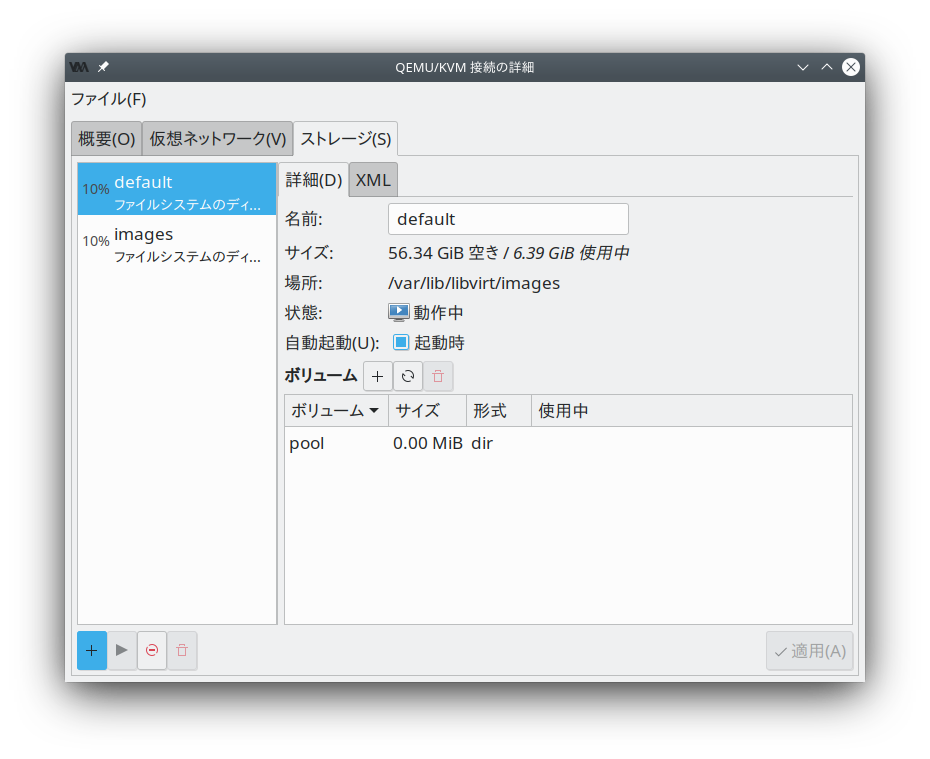 QEMU/KVM 接続の詳細
ファイル(F)
概要(O) 仮想ネットワーク(V) ストレージ(S)
10% default
ファイルシステムのディ...
10% images
ファイルシステムのディ...
詳細(D) XML
名前: default
サイズ: 56.34 GiB 空き / 6.39 GiB 使用中
場所: /var/lib/libvirt/images
状態: 動作中
自動起動(U): 起動時
ボリューム
ボリューム サイズ 形式 使用中
pool 0.00 MiB dir
適用(A)